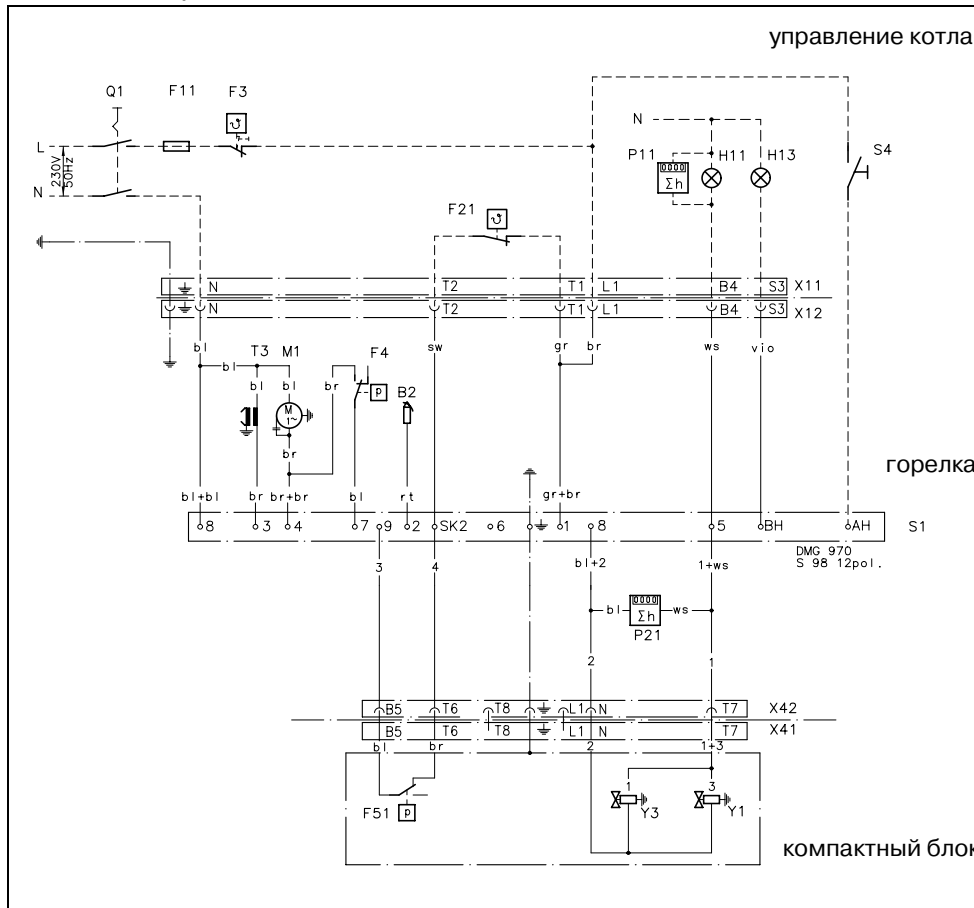 управление котла
Q1 F11 F3
N
L
230V
50Hz
P11 H11 H13 S4
0000
Σh
ϑ
N
F21
ϑ
N T2 T1 L1 B4 S3 X11
N T2 T1 L1 B4 S3 X12
bl sw gr br ws vio
T3 M1 F4
bl bl br
p B2
M
1~
br
горелка
bl+bl br br+br bl rt gr+br
8 3 4 7 9 2 SK2 6 1 8 5 BH AH S1
DMG 970
S 98 12pol.
3 4 bl+2 1+ws
0000
bl Σh ws
P21
2 1
B5 T6 T8 L1 N T7 X42
B5 T6 T8 L1 N T7 X41
bl br 2 1+3
1 3
F51 p Y3 Y1
компактный блок